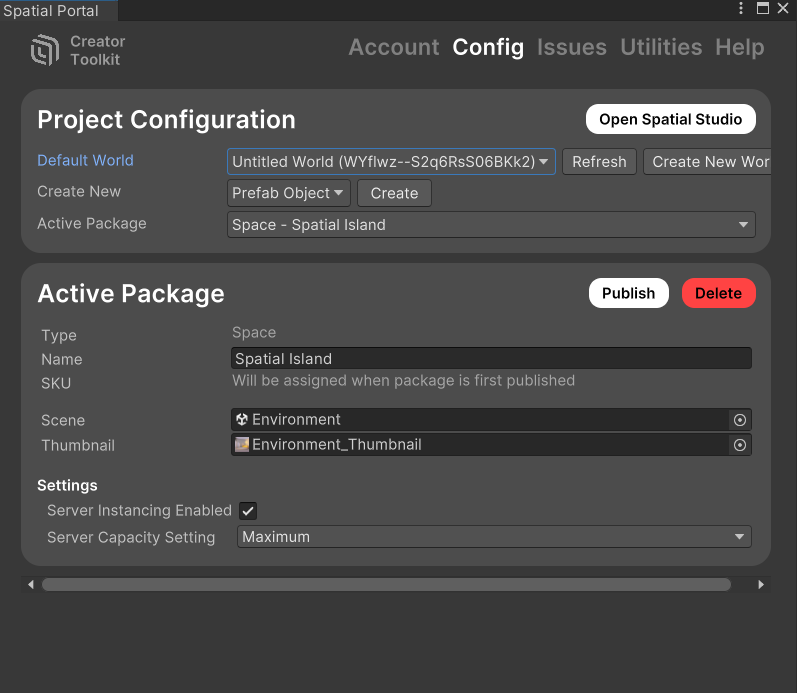 Spatial Portal
Creator Toolkit
Account Config Issues Utilities Help
Project Configuration Open Spatial Studio
Default World Untitled World (WYflwz--S2q6RsS06BKk2) Refresh Create New Wor
Create New Prefab Object Create
Active Package Space - Spatial Island
Active Package Publish Delete
Type Space
Name Spatial Island
SKU Will be assigned when package is first published
Scene Environment
Thumbnail Environment_Thumbnail
Settings
Server Instancing Enabled
Server Capacity Setting Maximum